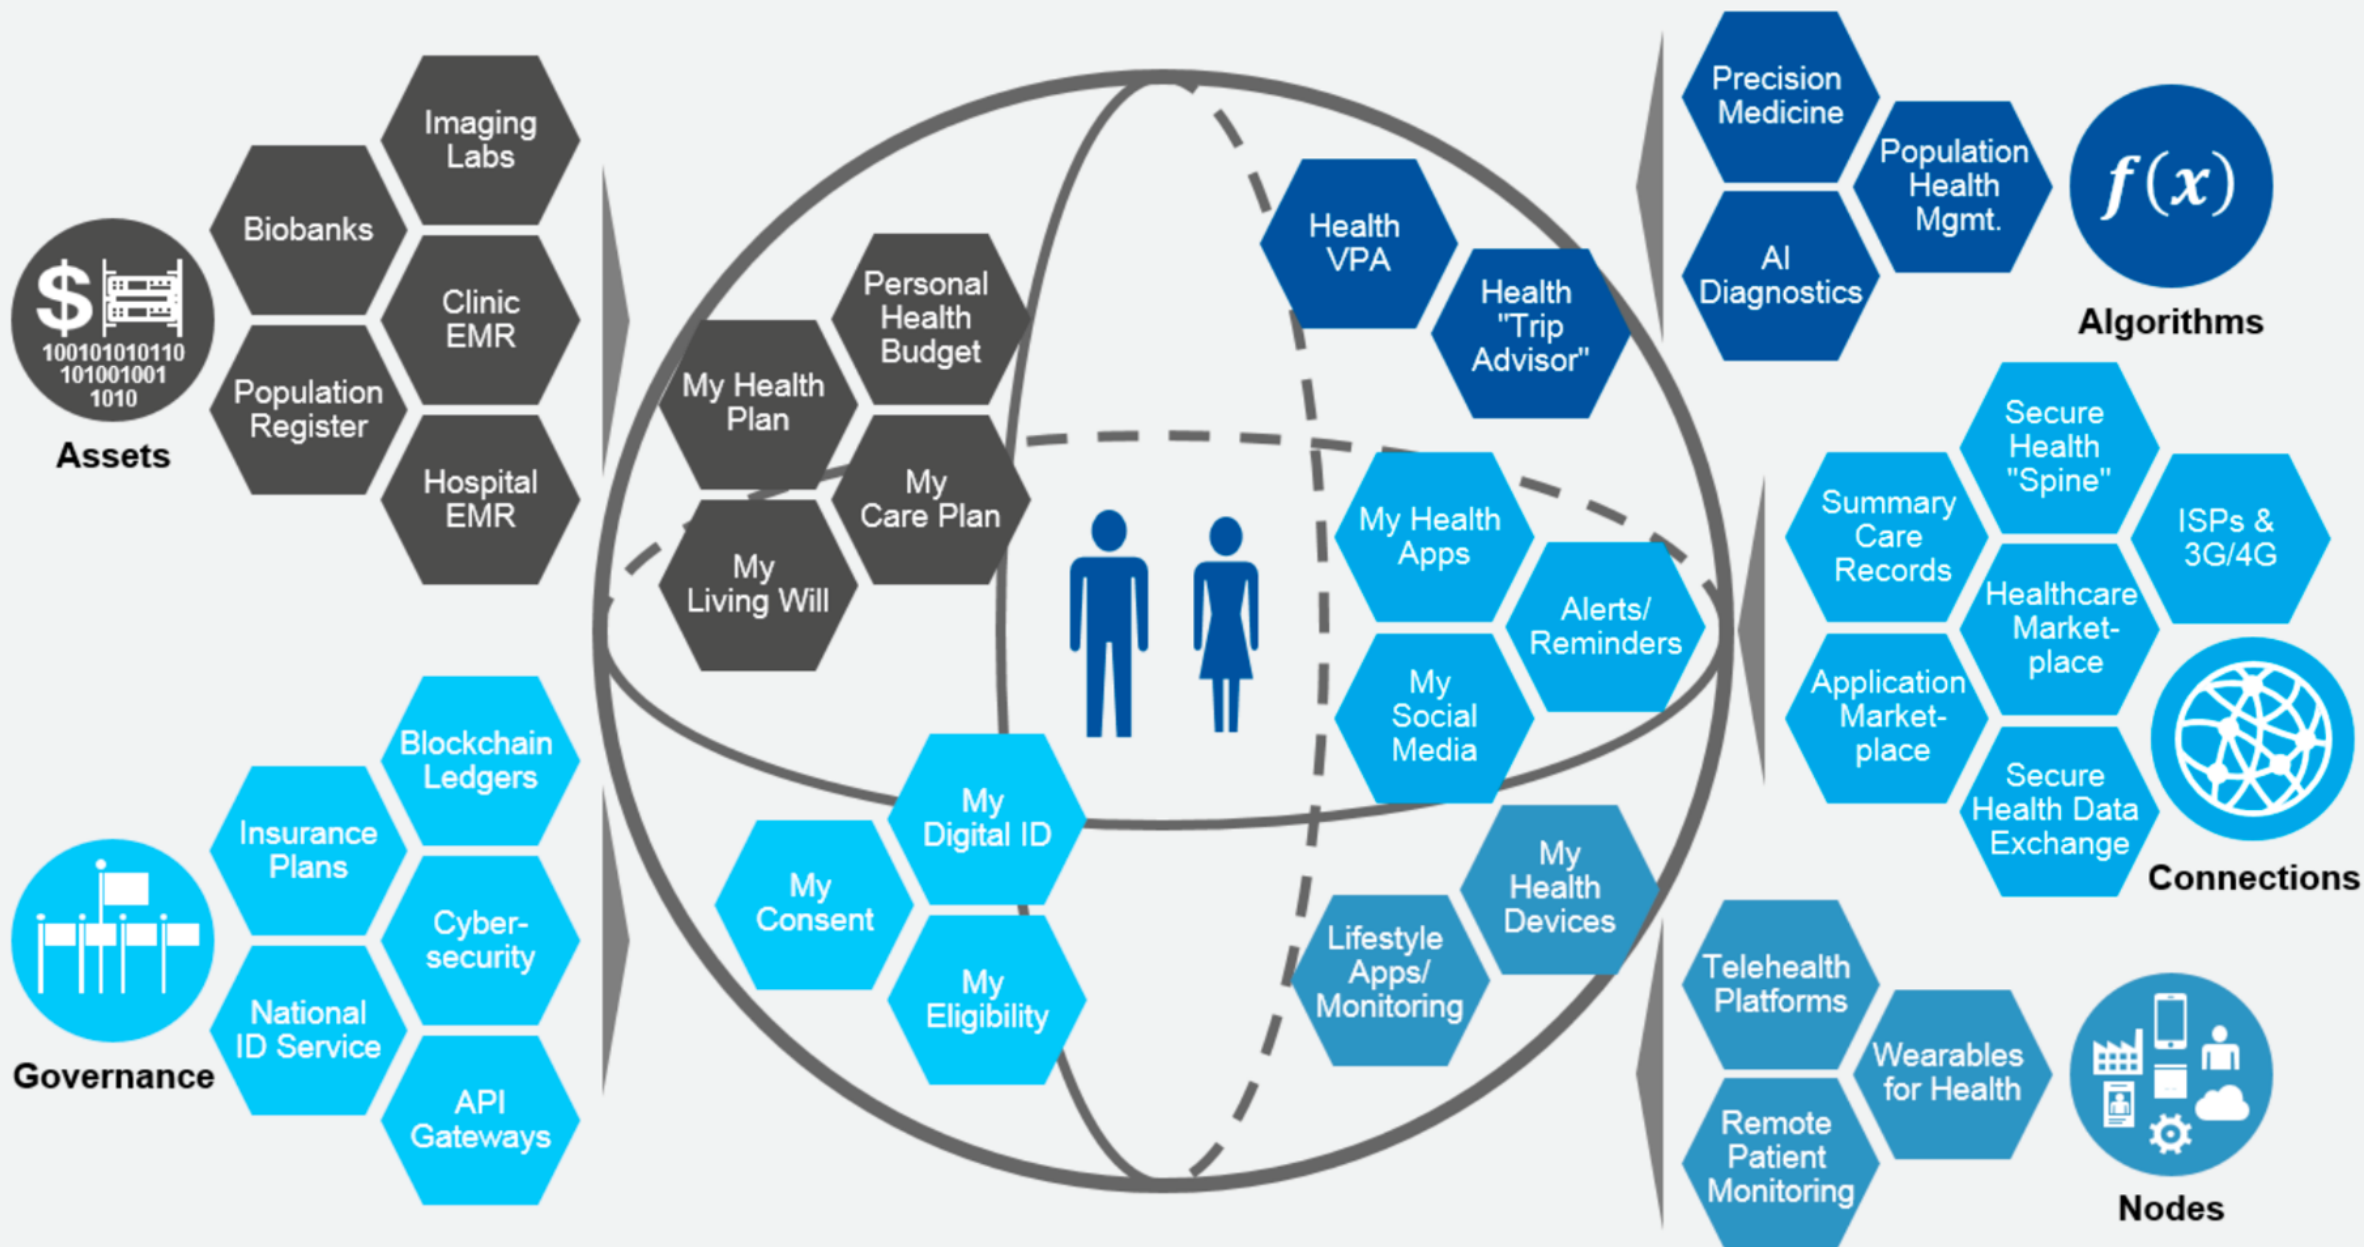 Imaging
Labs
Biobanks
Clinic
EMR
Population
Register
Hospital
EMR
$
100101010110
101001001
1010
Assets
Blockchain
Ledgers
Insurance
Plans
Cyber-
security
National
ID Service
API
Gateways
Governance
Personal
Health
Budget
My Health
Plan
My
Care Plan
My
Living Will
My
Digital ID
My
Consent
My
Eligibility
Health
VPA
Health
"Trip
Advisor"
My Health
Apps
Alerts/
Reminders
My
Social
Media
My
Health
Devices
Lifestyle
Apps/
Monitoring
Precision
Medicine
Population
Health
Mgmt.
AI
Diagnostics
f(x)
Algorithms
Secure
Health
"Spine"
Summary
Care
Records
ISPs &
3G/4G
Healthcare
Market-
place
Application
Market-
place
Secure
Health Data
Exchange
Connections
Telehealth
Platforms
Wearables
for Health
Remote
Patient
Monitoring
Nodes